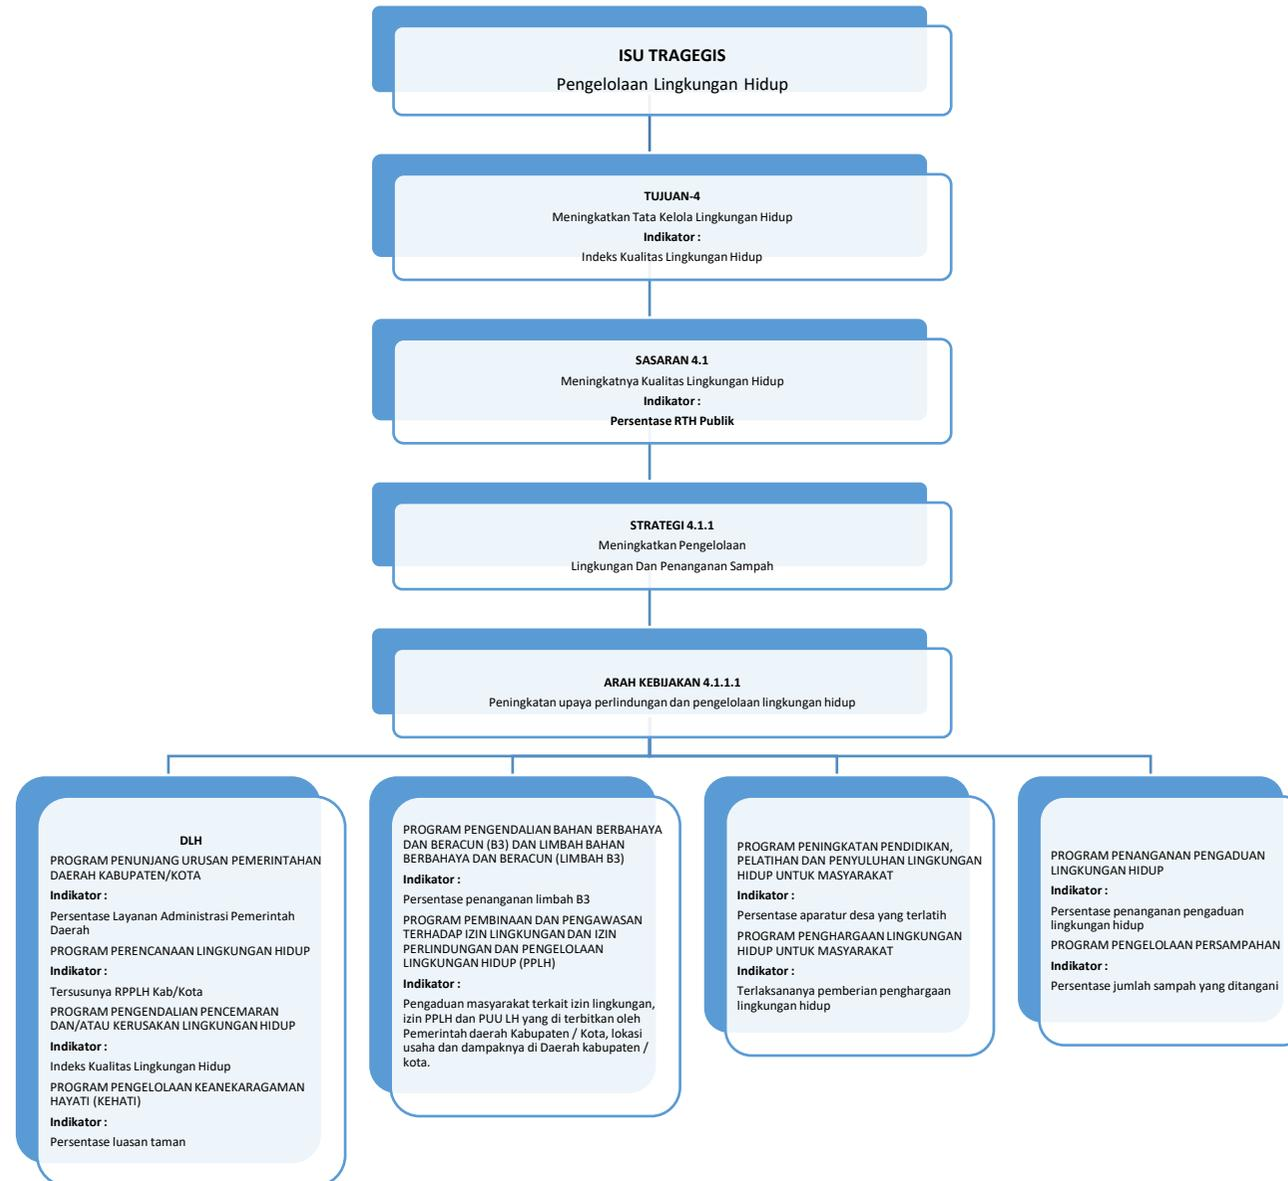 ISU TRAGEGIS
Pengelolaan Lingkungan Hidup
TUJUAN-4
Meningkatkan Tata Kelola Lingkungan Hidup
Indikator :
Indeks Kualitas Lingkungan Hidup
SASARAN 4.1
Meningkatnya Kualitas Lingkungan Hidup
Indikator :
Persentase RTH Publik
STRATEGI 4.1.1
Meningkatkan Pengelolaan
Lingkungan Dan Penanganan Sampah
ARAH KEBIJAKAN 4.1.1.1
Peningkatan upaya perlindungan dan pengelolaan lingkungan hidup
DLH
PROGRAM PENUNJANG URUSAN PEMERINTAHAN
DAERAH KABUPATEN/KOTA
Indikator :
Persentase Layanan Administrasi Pemerintah
Daerah
PROGRAM PERENCANAAN LINGKUNGAN HIDUP
Indikator :
Tersusunya RPPLH Kab/Kota
PROGRAM PENGENDALIAN PENCEMARAN
DAN/ATAU KERUSAKAN LINGKUNGAN HIDUP
Indikator :
Indeks Kualitas Lingkungan Hidup
PROGRAM PENGELOLAAN KEANEKARAGAMAN
HAYATI (KEHATI)
Indikator :
Persentase luasan taman
PROGRAM PENGENDALIAN BAHAN BERBAHAYA
DAN BERACUN (B3) DAN LIMBAH BAHAN
BERBAHAYA DAN BERACUN (LIMBAH B3)
Indikator :
Persentase penanganan limbah B3
PROGRAM PEMBINAAN DAN PENGAWASAN
TERHADAP IZIN LINGKUNGAN DAN IZIN
PERLINDUNGAN DAN PENGELOLAAN
LINGKUNGAN HIDUP (PPLH)
Indikator :
Pengaduan masyarakat terkait izin lingkungan,
izin PPLH dan PUU LH yang di terbitkan oleh
Pemerintah daerah Kabupaten / Kota, lokasi
usaha dan dampaknya di Daerah kabupaten /
kota.
PROGRAM PENINGKATAN PENDIDIKAN,
PELATIHAN DAN PENYULUHAN LINGKUNGAN
HIDUP UNTUK MASYARAKAT
Indikator :
Persentase aparatur desa yang terlatih
PROGRAM PENGHARGAAN LINGKUNGAN
HIDUP UNTUK MASYARAKAT
Indikator :
Terlaksananya pemberian penghargaan
lingkungan hidup
PROGRAM PENANGANAN PENGADUAN
LINGKUNGAN HIDUP
Indikator :
Persentase penanganan pengaduan
lingkungan hidup
PROGRAM PENGELOLAAN PERSAMPAHAN
Indikator :
Persentase jumlah sampah yang ditangani